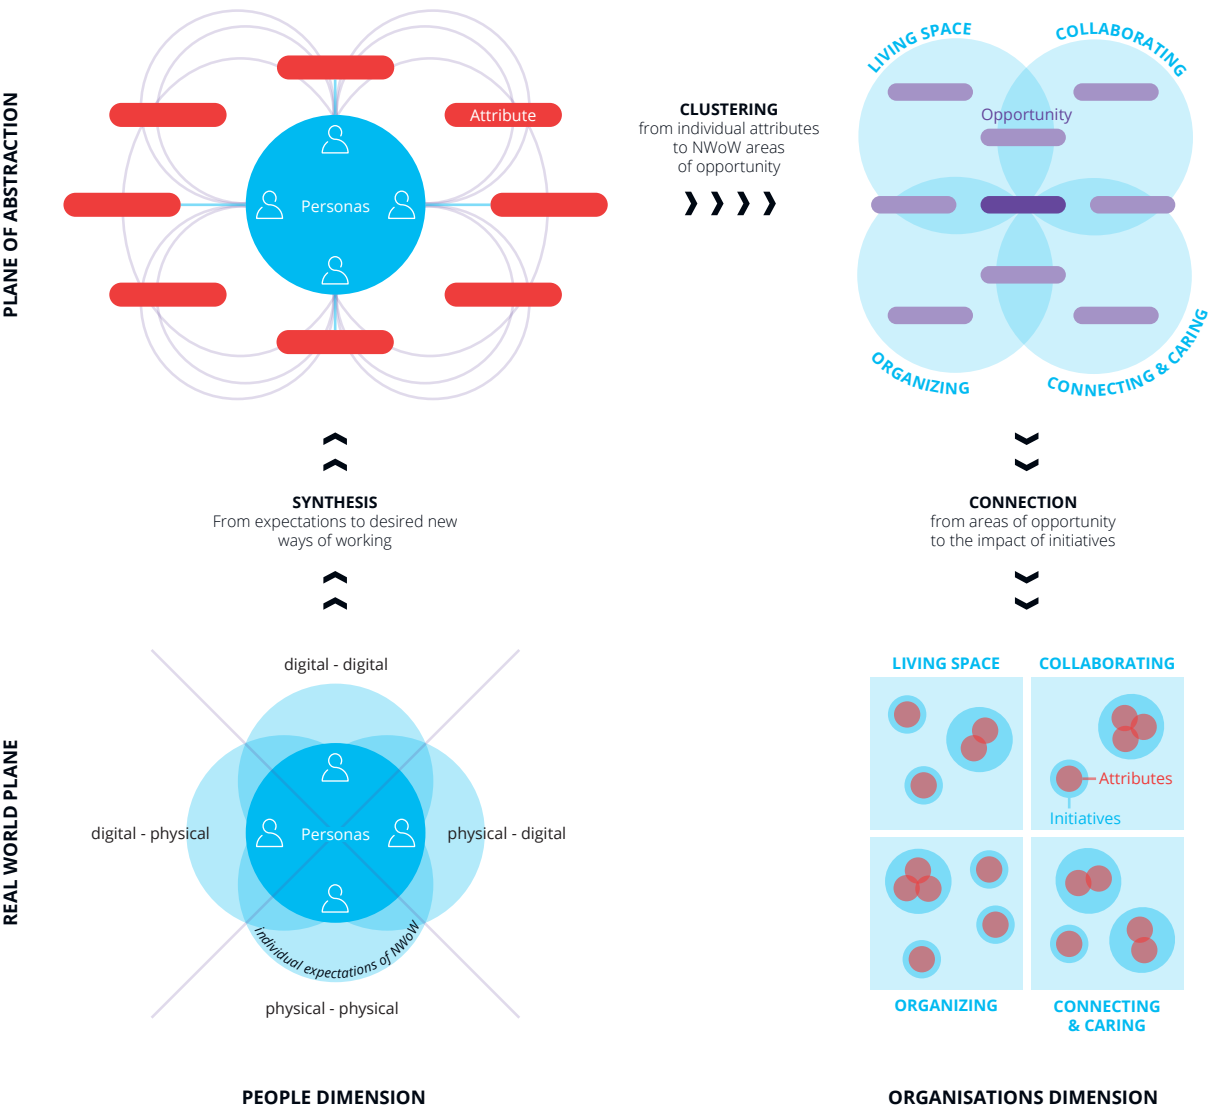 PLANE OF ABSTRACTION
Attribute
Personas
CLUSTERING
from individual attributes
to NWoW areas
of opportunity
LIVING SPACE
COLLABORATING
Opportunity
ORGANIZING
CONNECTING & CARING
SYNTHESIS
From expectations to desired new
ways of working
CONNECTION
from areas of opportunity
to the impact of initiatives
REAL WORLD PLANE
digital - digital
digital - physical
Personas
physical - digital
individual expectations of NWoW
physical - physical
LIVING SPACE
COLLABORATING
Attributes
Initiatives
ORGANIZING
CONNECTING
& CARING
PEOPLE DIMENSION
ORGANISATIONS DIMENSION